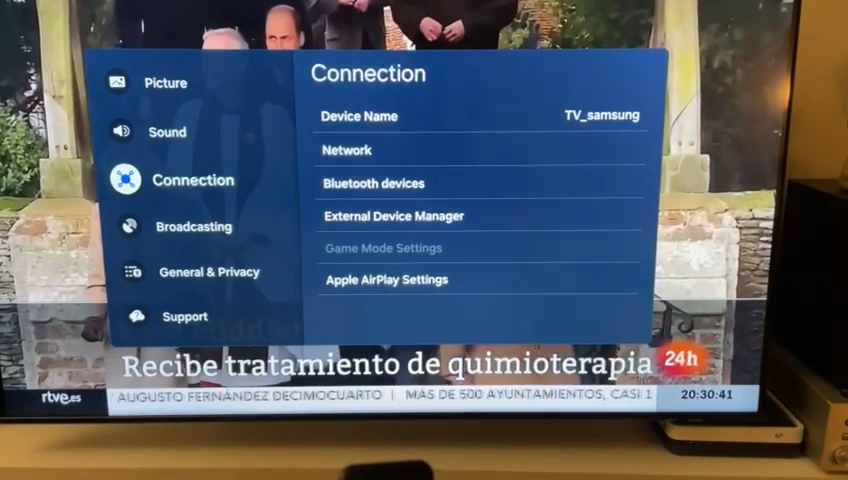 Connection
Picture
Device Name TV_samsung
Sound
Network
Connection
Bluetooth devices
External Device Manager
Broadcasting
Game Mode Settings
General & Privacy
Apple AirPlay Settings
Support
Recibe tratamiento de quimioterapia 24h
rtve.es AUGUSTO FERNÁNDEZ DECIMOCUARTO | MÁS DE 500 AYUNTAMIENTOS, CASI 1 20:30:41